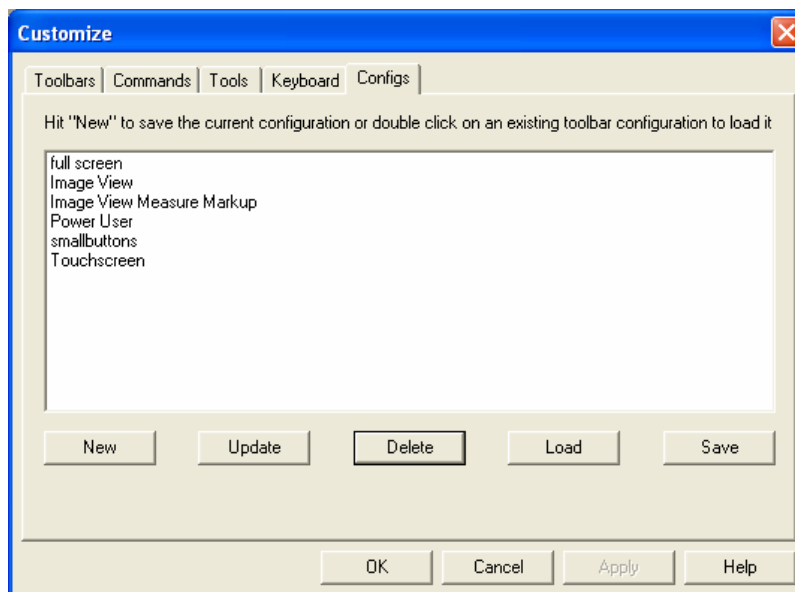 Customize
Toolbars Commands Tools Keyboard Configs
Hit "New" to save the current configuration or double click on an existing toolbar configuration to load it
full screen
Image View
Image View Measure Markup
Power User
smallbuttons
Touchscreen
New Update Delete Load Save
OK Cancel Apply Help